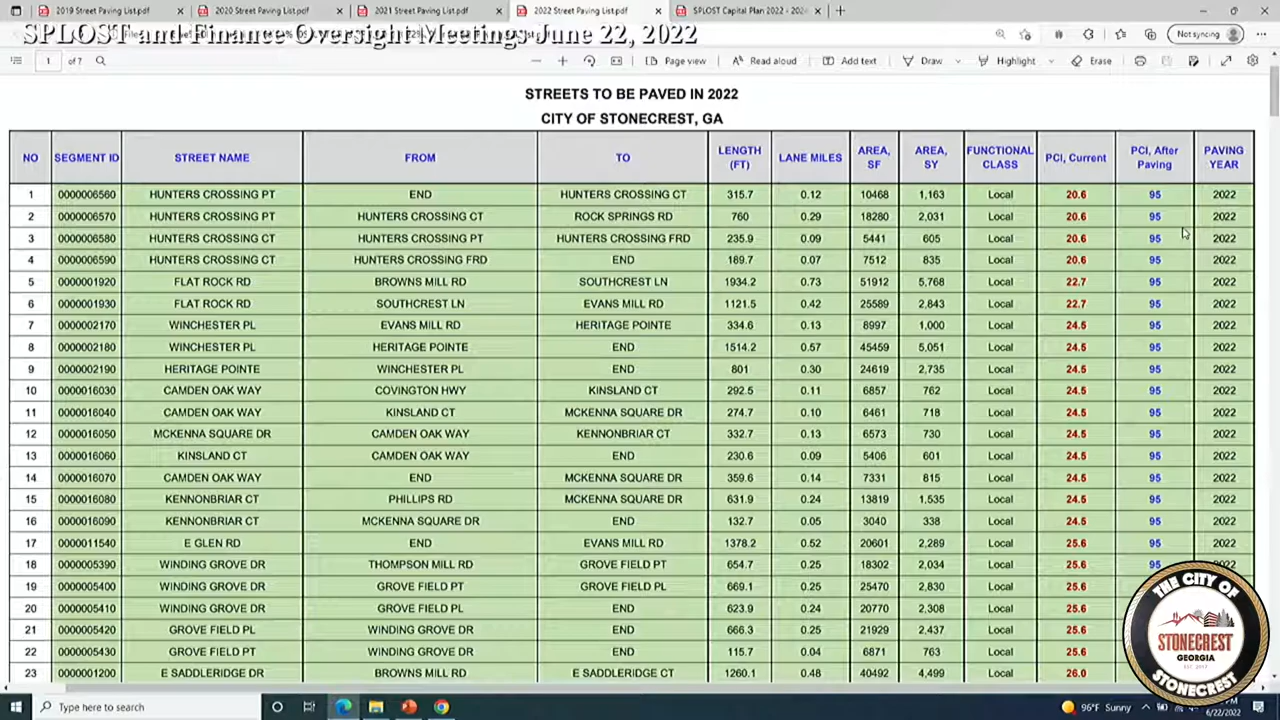 2019 Street Paving List.pdf 2020 Street Paving List.pdf 2021 Street Paving List.pdf 2022 Street Paving List.pdf SPLOST Capital Plan 2022 - 202
SPLOST and Finance Oversight Meetings June 22, 2022
Not syncing
1 of 7 Page view Read aloud Add text Draw Highlight Erase
STREETS TO BE PAVED IN 2022
CITY OF STONECREST, GA
NO SEGMENT ID STREET NAME FROM TO LENGTH (FT) LANE MILES AREA, SF AREA, SY FUNCTIONAL CLASS PCI, Current PCI, After Paving PAVING YEAR
1 0000006560 HUNTERS CROSSING PT END HUNTERS CROSSING CT 315.7 0.12 10468 1,163 Local 20.6 95 2022
2 0000006570 HUNTERS CROSSING PT HUNTERS CROSSING CT ROCK SPRINGS RD 760 0.29 18280 2,031 Local 20.6 95 2022
3 0000006580 HUNTERS CROSSING CT HUNTERS CROSSING PT HUNTERS CROSSING FRD 235.9 0.09 5441 605 Local 20.6 95 2022
4 0000006590 HUNTERS CROSSING CT HUNTERS CROSSING FRD END 189.7 0.07 7512 835 Local 20.6 95 2022
5 0000001920 FLAT ROCK RD BROWNS MILL RD SOUTHCREST LN 1934.2 0.73 51912 5,768 Local 22.7 95 2022
6 0000001930 FLAT ROCK RD SOUTHCREST LN EVANS MILL RD 1121.5 0.42 25589 2,843 Local 22.7 95 2022
7 0000002170 WINCHESTER PL EVANS MILL RD HERITAGE POINTE 334.6 0.13 8997 1,000 Local 24.5 95 2022
8 0000002180 WINCHESTER PL HERITAGE POINTE END 1514.2 0.57 45459 5,051 Local 24.5 95 2022
9 0000002190 HERITAGE POINTE WINCHESTER PL END 801 0.30 24619 2,735 Local 24.5 95 2022
10 0000016030 CAMDEN OAK WAY COVINGTON HWY KINSLAND CT 292.5 0.11 6857 762 Local 24.5 95 2022
11 0000016040 CAMDEN OAK WAY KINSLAND CT MCKENNA SQUARE DR 274.7 0.10 6461 718 Local 24.5 95 2022
12 0000016050 MCKENNA SQUARE DR CAMDEN OAK WAY KENNONBRIAR CT 332.7 0.13 6573 730 Local 24.5 95 2022
13 0000016060 KINSLAND CT CAMDEN OAK WAY END 230.6 0.09 5406 601 Local 24.5 95 2022
14 0000016070 CAMDEN OAK WAY END MCKENNA SQUARE DR 359.6 0.14 7331 815 Local 24.5 95 2022
15 0000016080 KENNONBRIAR CT PHILLIPS RD MCKENNA SQUARE DR 631.9 0.24 13819 1,535 Local 24.5 95 2022
16 0000016090 KENNONBRIAR CT MCKENNA SQUARE DR END 132.7 0.05 3040 338 Local 24.5 95 2022
17 0000011540 E GLEN RD END EVANS MILL RD 1378.2 0.52 20601 2,289 Local 25.6 95 2022
18 0000005390 WINDING GROVE DR THOMPSON MILL RD GROVE FIELD PT 654.7 0.25 18302 2,034 Local 25.6 95 2022
19 0000005400 WINDING GROVE DR GROVE FIELD PT GROVE FIELD PL 669.1 0.25 25470 2,830 Local 25.6
20 0000005410 WINDING GROVE DR GROVE FIELD PL END 623.9 0.24 20770 2,308 Local 25.6
21 0000005420 GROVE FIELD PL WINDING GROVE DR END 666.3 0.25 21929 2,437 Local 25.6
22 0000005430 GROVE FIELD PT WINDING GROVE DR END 115.7 0.04 6871 763 Local 25.6
23 0000001200 E SADDLERIDGE DR BROWNS MILL RD E SADDLERIDGE CT 1260.1 0.48 40492 4,499 Local 26.0
THE CITY OF
STONECREST
GEORGIA
EST. 2017
STONECREST
Type here to search 96°F Sunny
6/22/2022